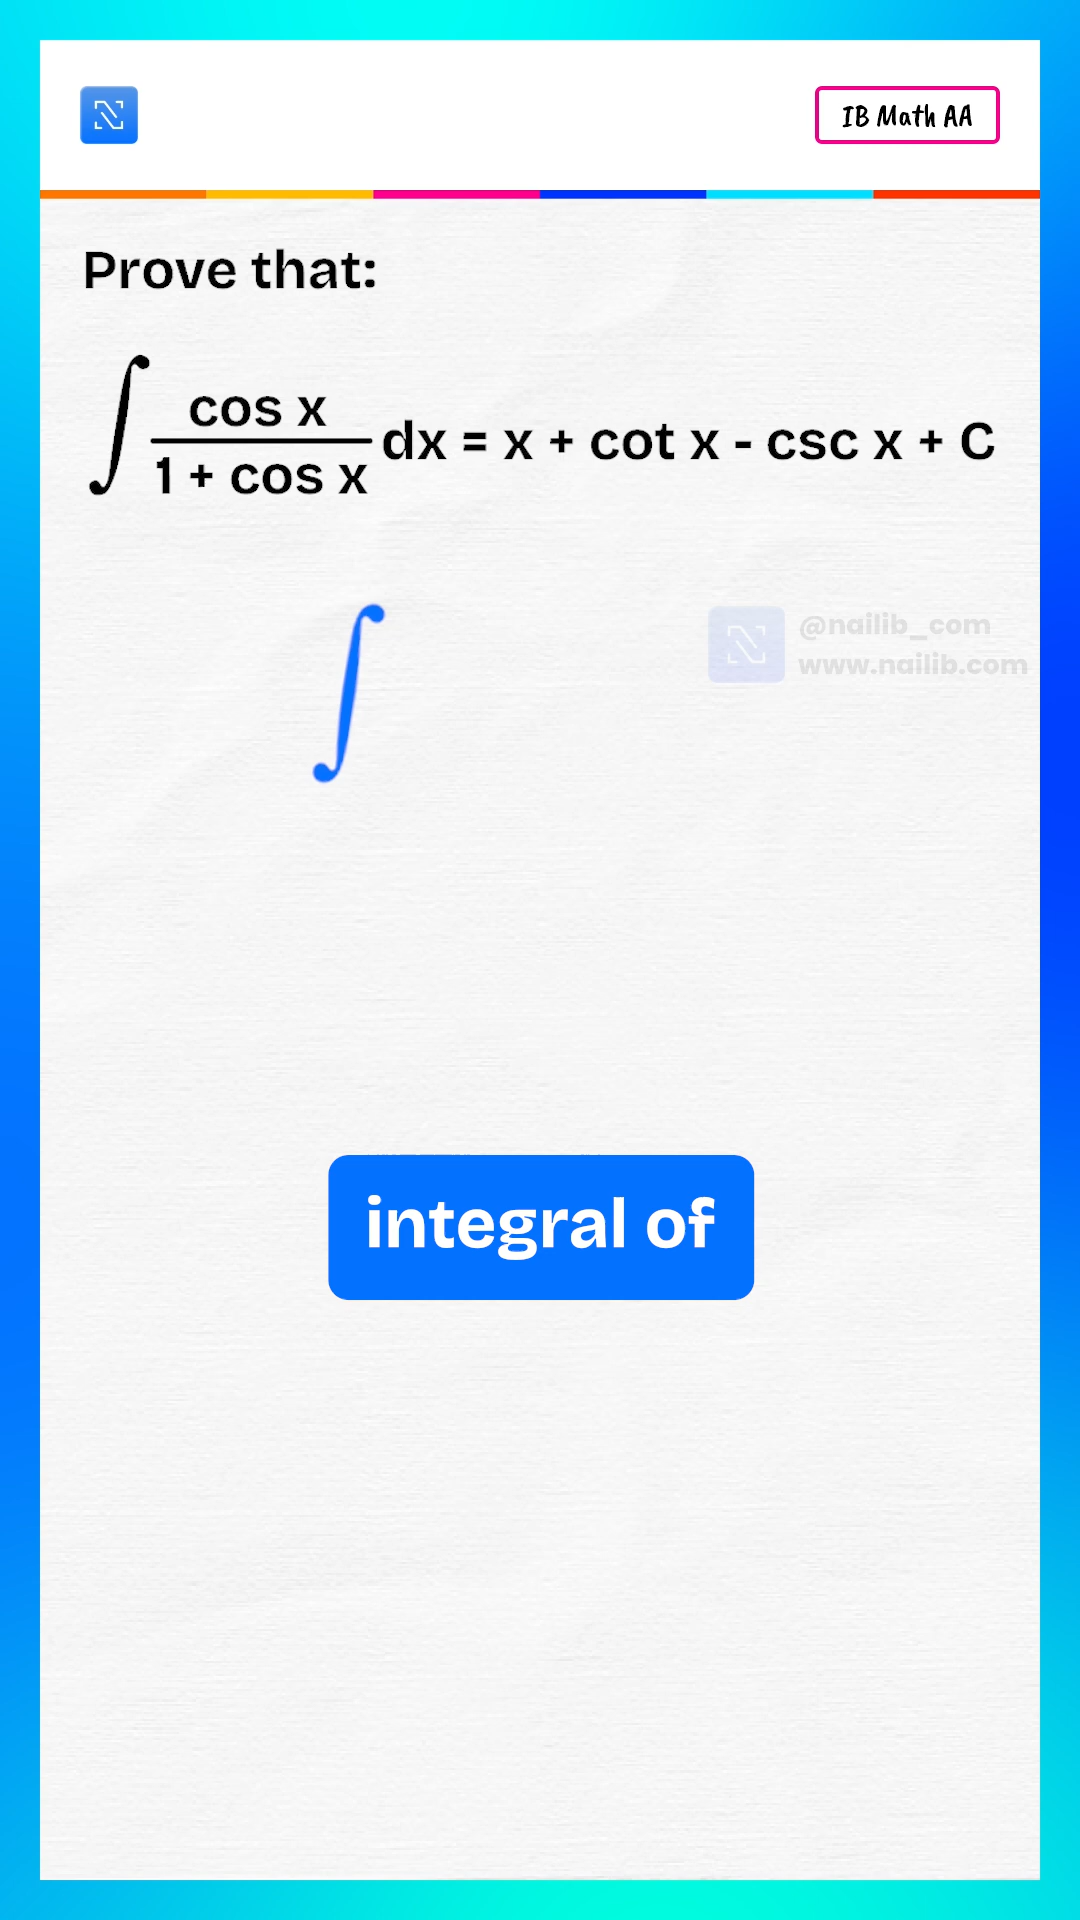 IB Math AA
Prove that:
∫ cos x / 1 + cos x dx = x + cot x - csc x + C
∫
@nailib_com
www.nailib.com
integral of